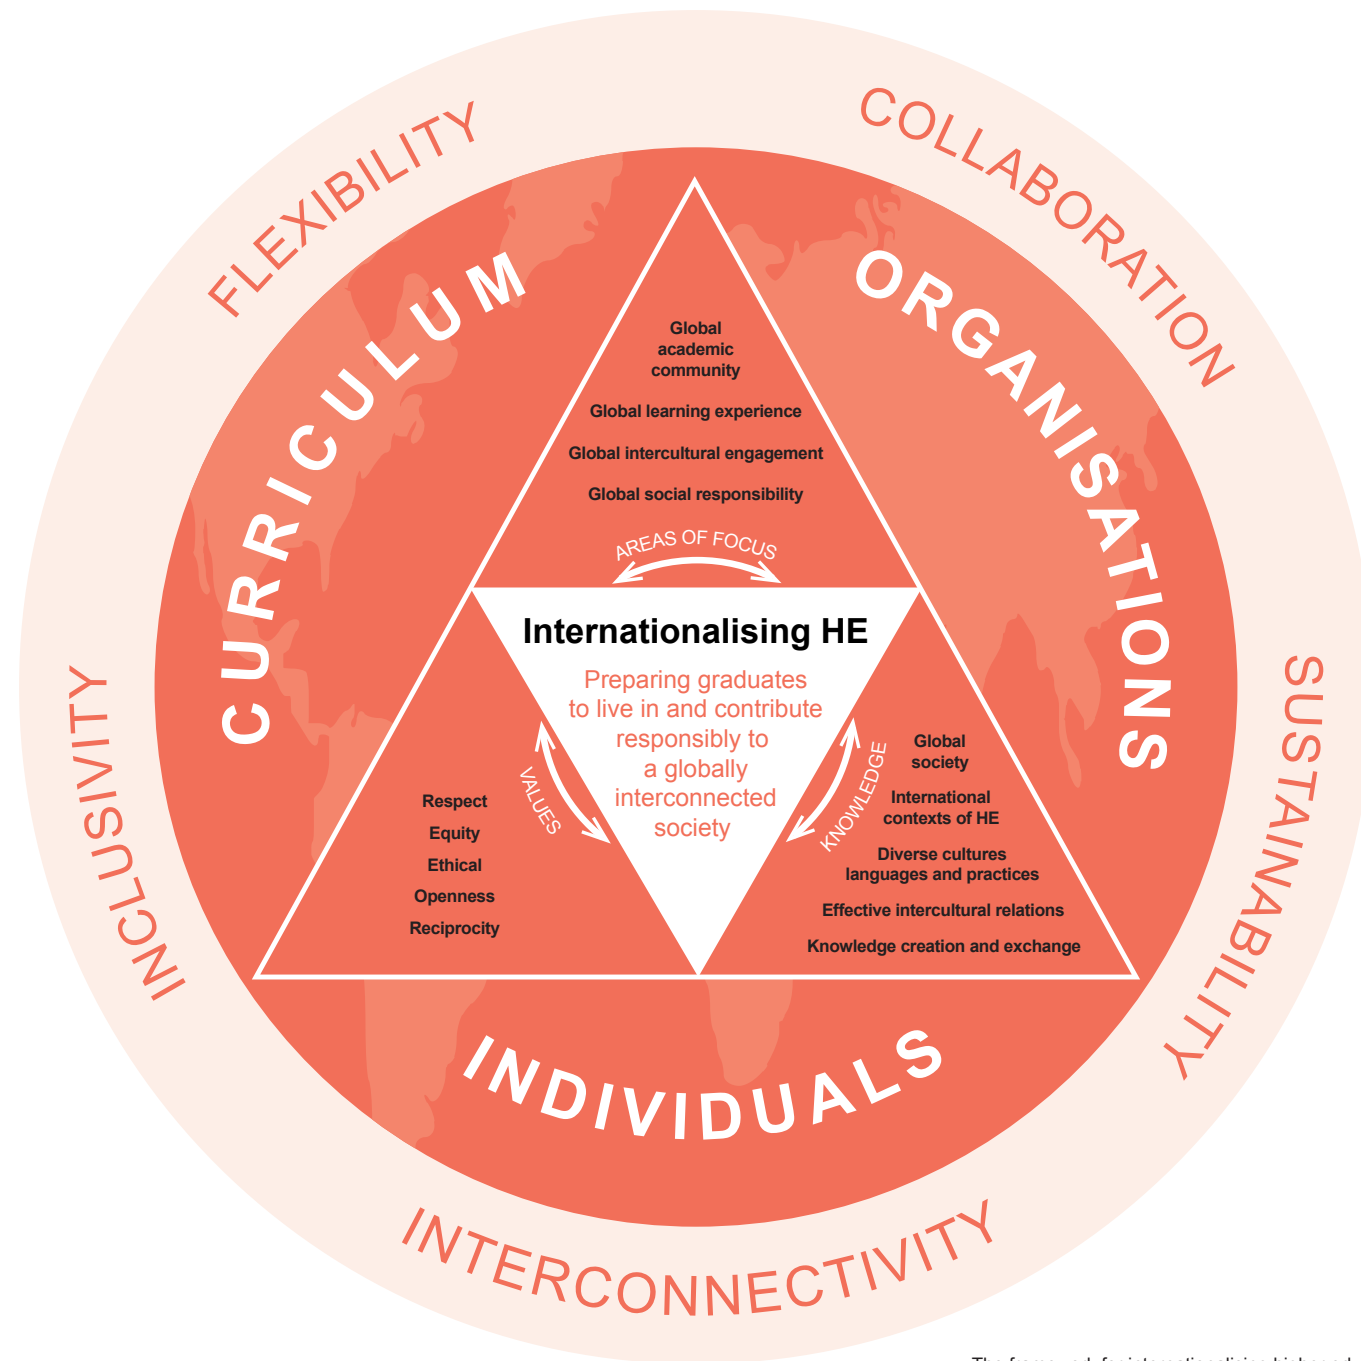 FLEXIBILITY
COLLABORATION
SUSTAINABILITY
INTERCONNECTIVITY
INCLUSIVITY
CURRICULUM
ORGANISATIONS
INDIVIDUALS
Global
academic
community
Global learning experience
Global intercultural engagement
Global social responsibility
AREAS OF FOCUS
Internationalising HE
Preparing graduates
to live in and contribute
responsibly to
a globally
interconnected
society
VALUES
Respect
Equity
Ethical
Openness
Reciprocity
KNOWLEDGE
Global
society
International
contexts of HE
Diverse cultures
languages and practices
Effective intercultural relations
Knowledge creation and exchange